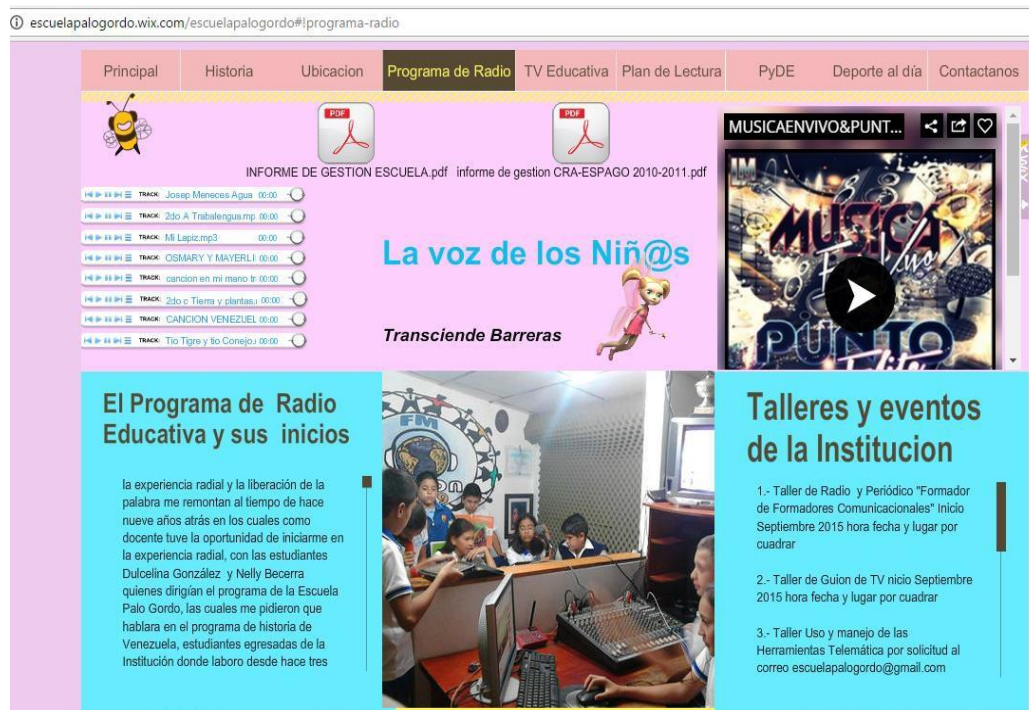 escuelapalogordo.wix.com/escuelapalogordo#!programa-radio
Principal Historia Ubicacion Programa de Radio TV Educativa Plan de Lectura PyDE Deporte al día Contactanos
PDF PDF
INFORME DE GESTION ESCUELA.pdf informe de gestion CRA-ESPAGO 2010-2011.pdf
TRACK: Josep Meneces Agua 00:00
TRACK: 2do A Trabalengus.mp 00:00
TRACK: Mi Lapiz.mp3 00:00
TRACK: OSMARY Y MAYERLI 00:00
TRACK: cancion en mi mano tr 00:00
TRACK: 2do c Tierra y plantas. 00:00
TRACK: CANCION VENEZUEL 00:00
TRACK: Tio Tigre y tio Conejo. 00:00
La voz de los Niñ@s
Transciende Barreras
MUSICAENVIVO&PUNT...
MUSICA
En Vivo
PUNTO
Elite
El Programa de Radio
Educativa y sus inicios
la experiencia radial y la liberación de la
palabra me remontan al tiempo de hace
nueve años atrás en los cuales como
docente tuve la oportunidad de iniciarme en
la experiencia radial, con las estudiantes
Dulcelina González y Nelly Becerra
quienes dirígían el programa de la Escuela
Palo Gordo, las cuales me pidieron que
hablara en el programa de historia de
Venezuela, estudiantes egresadas de la
Institución donde laboro desde hace tres
FM
Talleres y eventos
de la Institucion
1.- Taller de Radio y Periódico "Formador
de Formadores Comunicacionales" Inicio
Septiembre 2015 hora fecha y lugar por
cuadrar
2.- Taller de Guion de TV nicio Septiembre
2015 hora fecha y lugar por cuadrar
3.- Taller Uso y manejo de las
Herramientas Telemática por solicitud al
correo escuelapalogordo@gmail.com